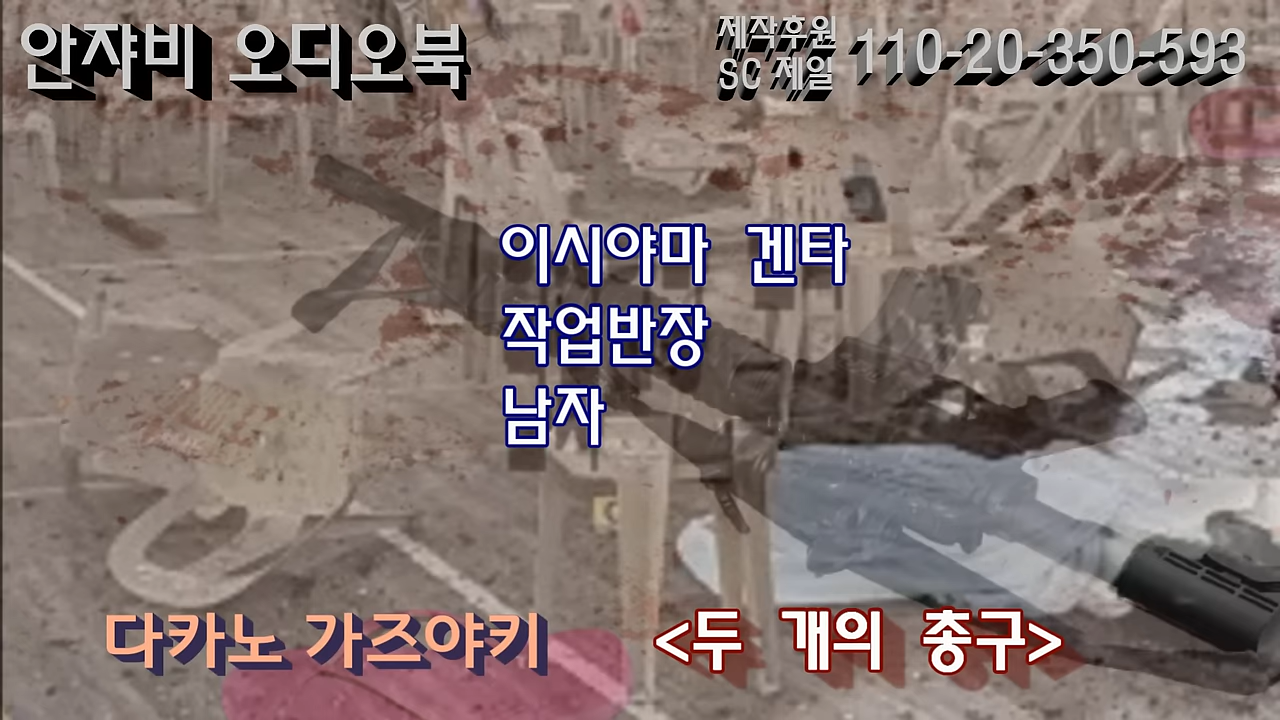 안쟈비 오디오북
제작후원
SC 제일
110-20-350-593
이시야마 겐타
작업반장
남자
다카노 가즈야키
<두 개의 총구>